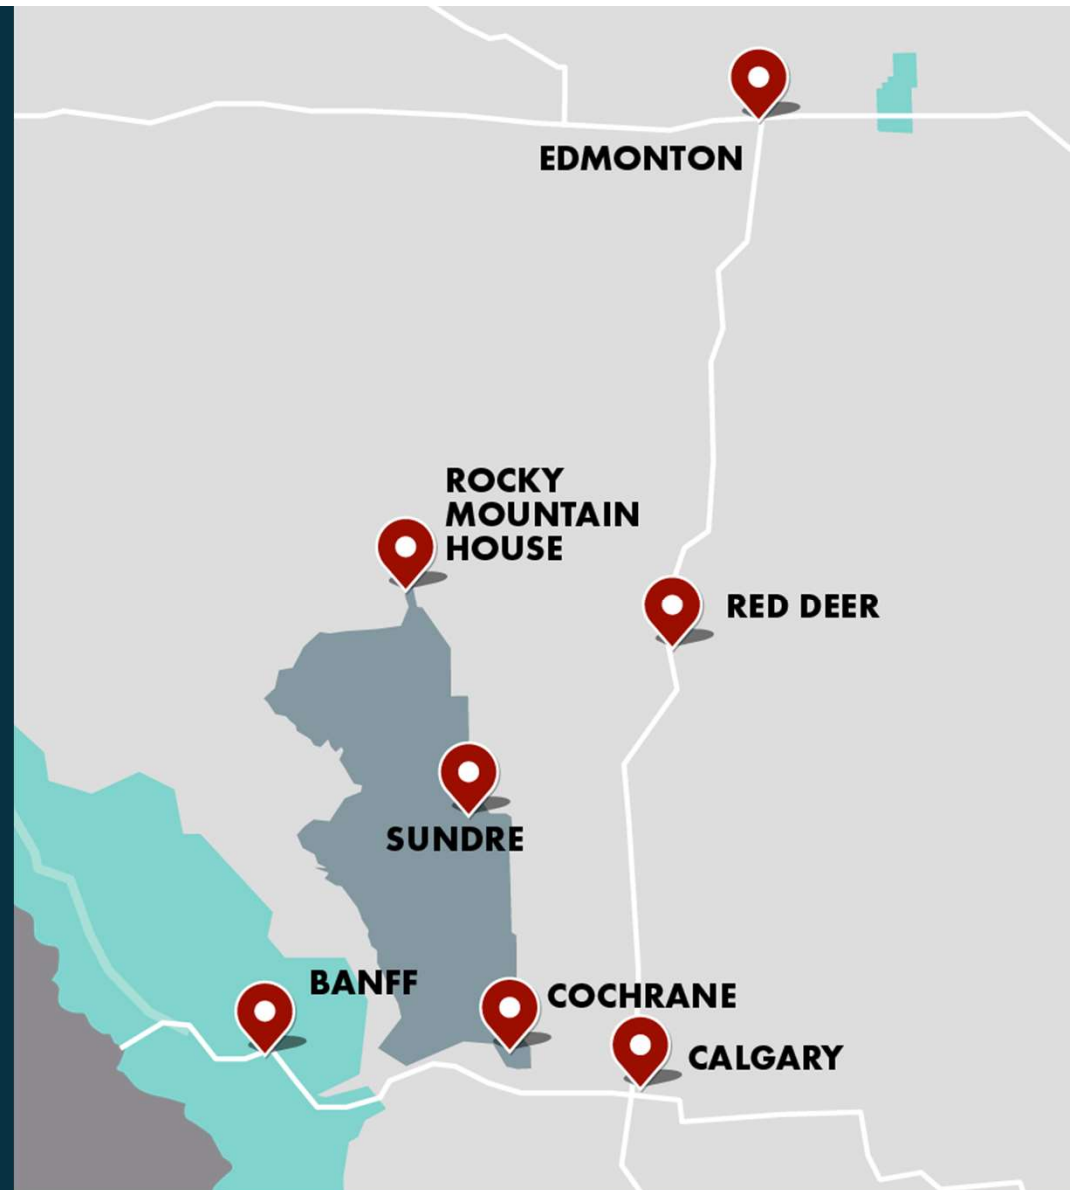 EDMONTON
ROCKY
MOUNTAIN
HOUSE
RED DEER
SUNDRE
BANFF
COCHRANE
CALGARY